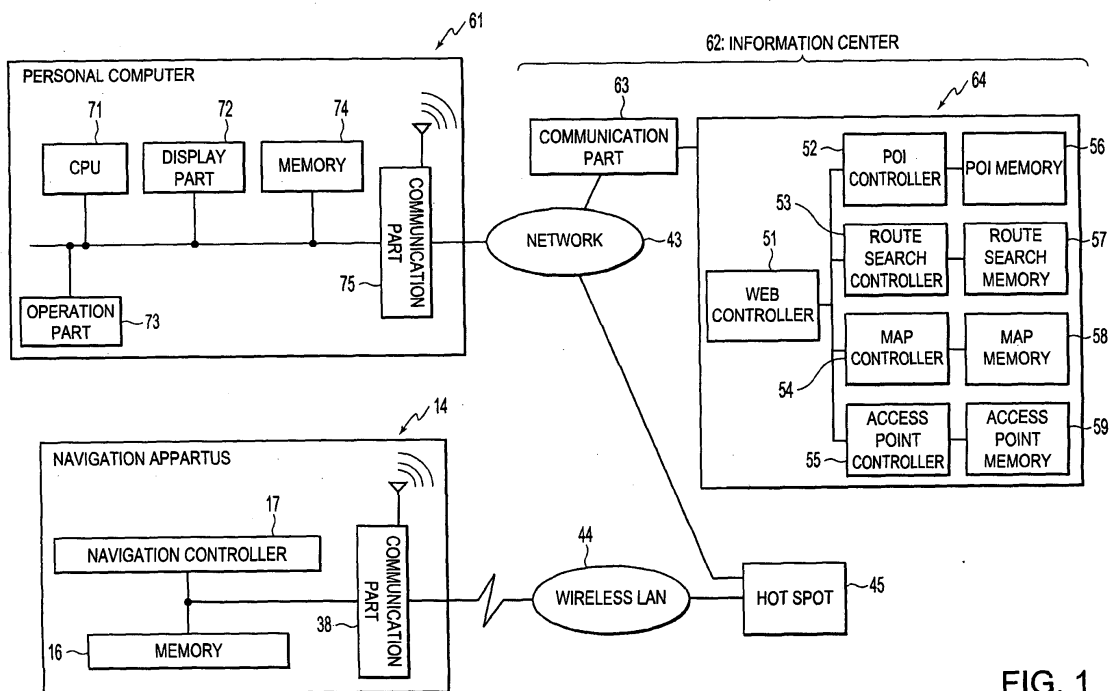 61
62: INFORMATION CENTER
PERSONAL COMPUTER
71
72
74
CPU
DISPLAY
PART
MEMORY
COMMUNICATION
PART
75
OPERATION
PART
73
63
COMMUNICATION
PART
NETWORK
43
64
51
WEB
CONTROLLER
52
POI
CONTROLLER
POI MEMORY
56
53
ROUTE
SEARCH
CONTROLLER
ROUTE
SEARCH
MEMORY
57
MAP
CONTROLLER
54
MAP
MEMORY
58
ACCESS
POINT
CONTROLLER
55
ACCESS
POINT
MEMORY
59
14
NAVIGATION APPARTUS
17
NAVIGATION CONTROLLER
16
MEMORY
COMMUNICATION
PART
38
44
WIRELESS LAN
HOT SPOT
45
FIG. 1